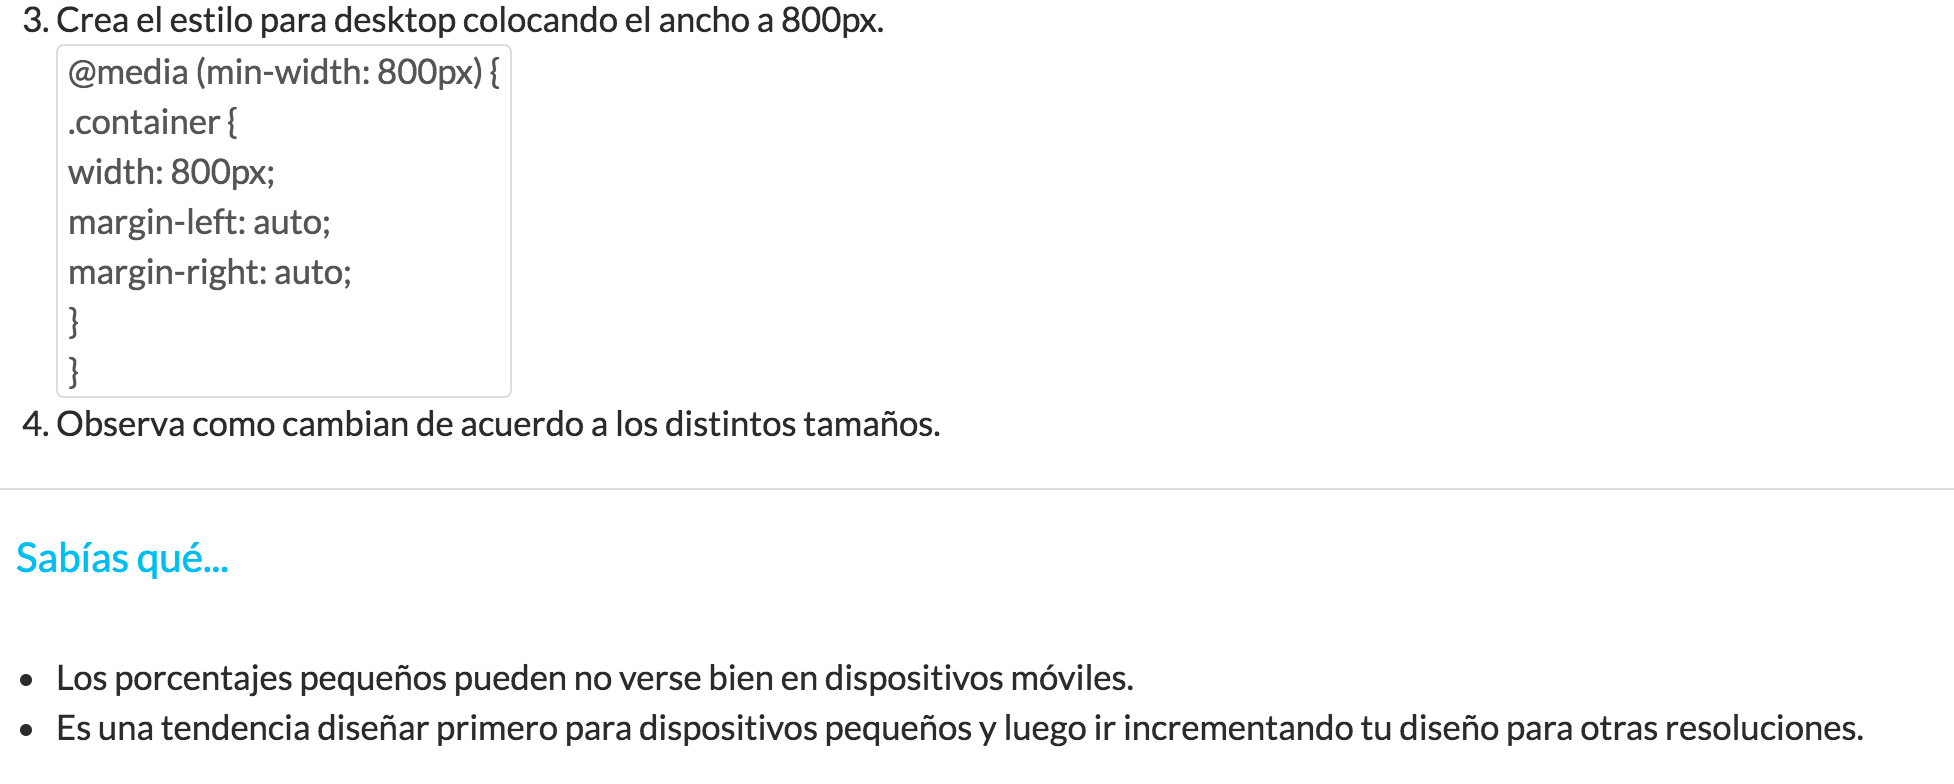 3. Crea el estilo para desktop colocando el ancho a 800px.
@media (min-width: 800px) {
.container {
width: 800px;
margin-left: auto;
margin-right: auto;
}
}
4. Observa como cambian de acuerdo a los distintos tamaños.
Sabías qué...
• Los porcentajes pequeños pueden no verse bien en dispositivos móviles.
• Es una tendencia diseñar primero para dispositivos pequeños y luego ir incrementando tu diseño para otras resoluciones.